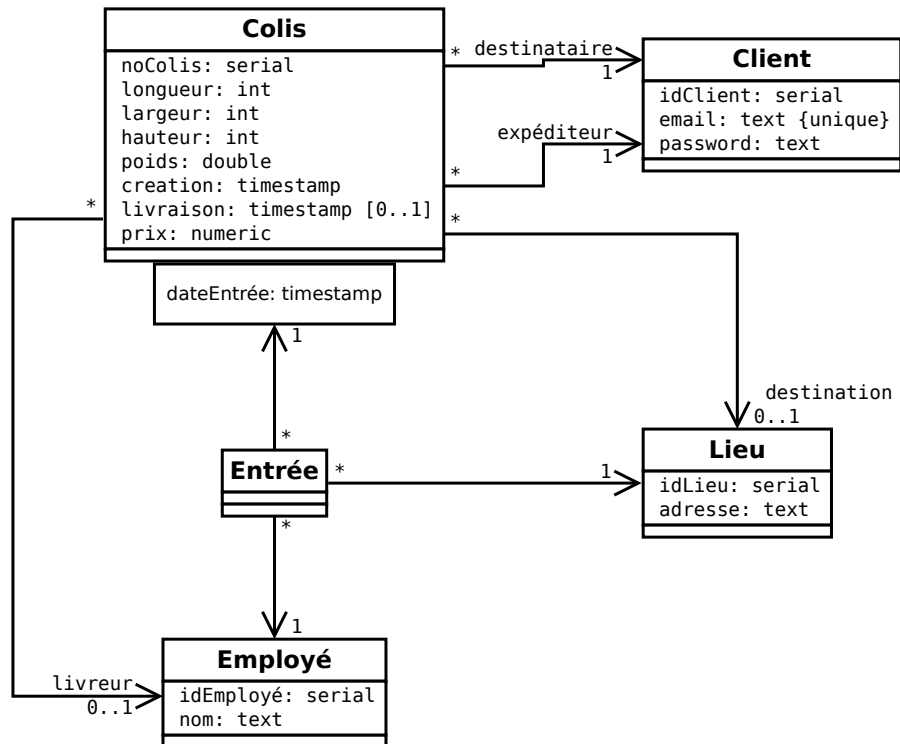 Colis
noColis: serial
longueur: int
largeur: int
hauteur: int
poids: double
creation: timestamp
livraison: timestamp [0..1]
prix: numeric
dateEntrée: timestamp
* destinataire
1
Client
idClient: serial
email: text {unique}
password: text
expéditeur
1
*
*
*
1
*
destination
0..1
Lieu
idLieu: serial
adresse: text
Entrée
*
1
*
1
Employé
idEmployé: serial
nom: text
livreur
0..1